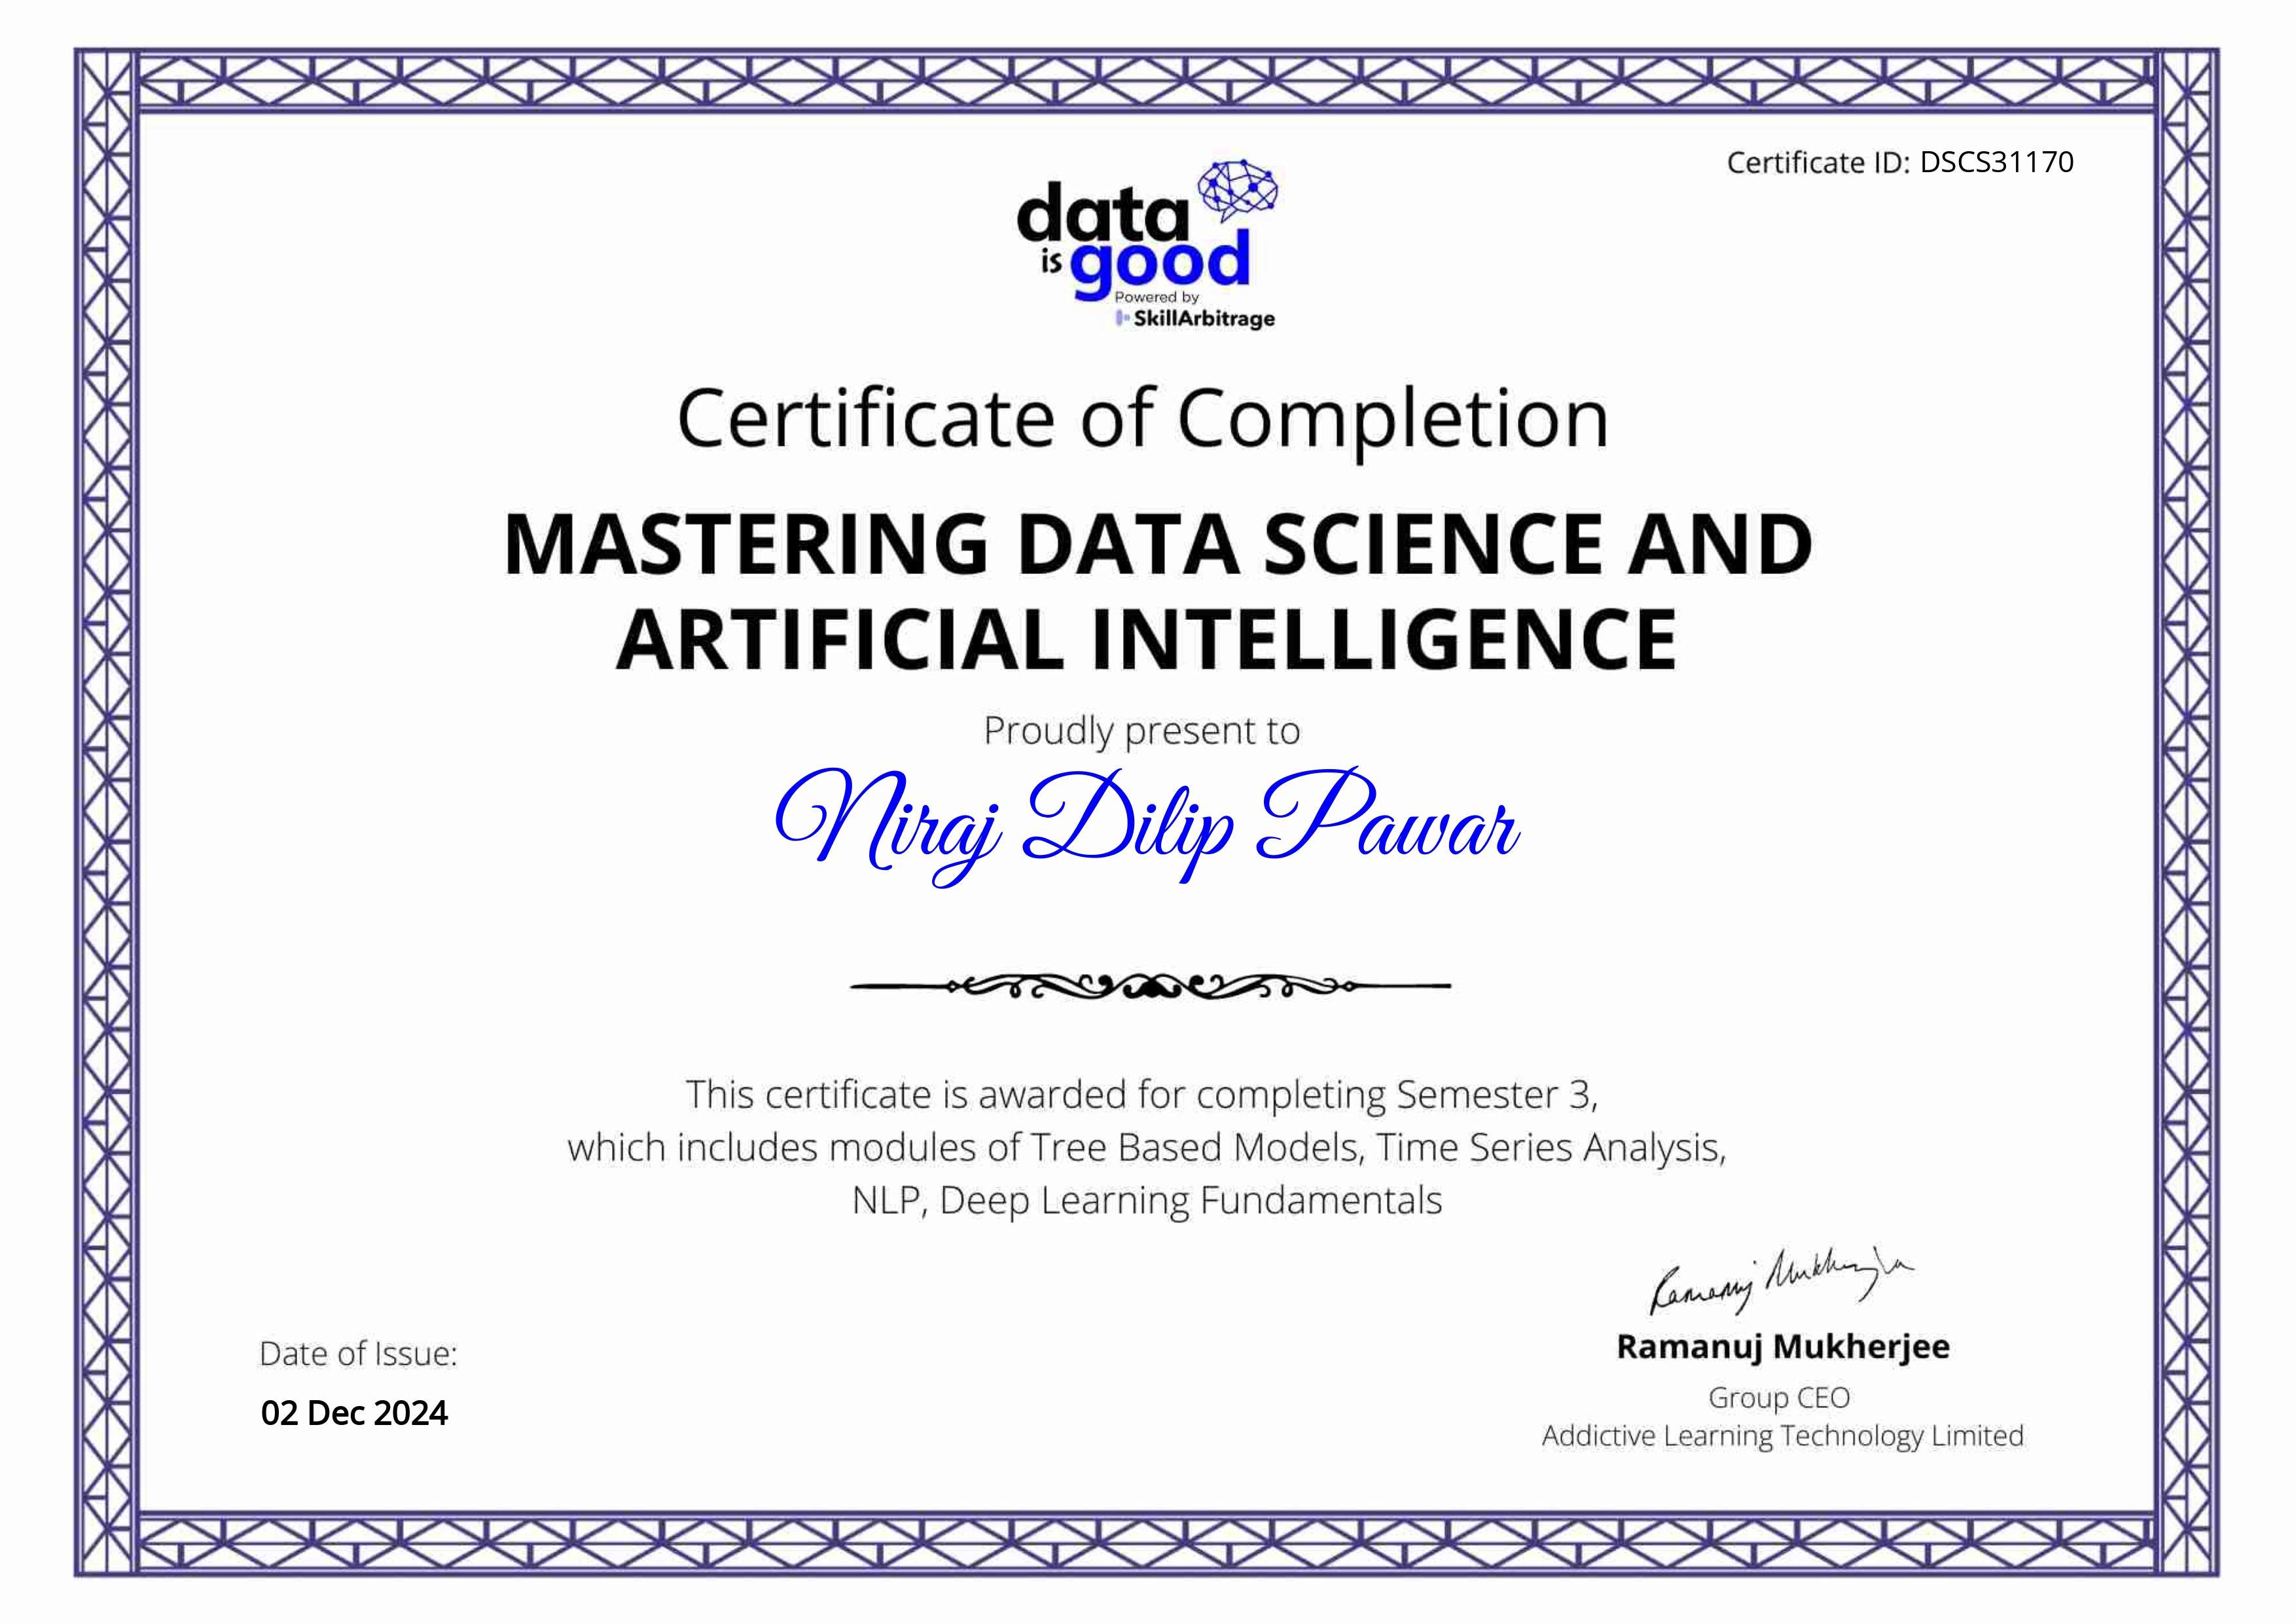 Certificate ID: DSCS31170
data
is good
Powered by
SkillArbitrage
Certificate of Completion
MASTERING DATA SCIENCE AND
ARTIFICIAL INTELLIGENCE
Proudly present to
Niraj Dilip Pawar
This certificate is awarded for completing Semester 3,
which includes modules of Tree Based Models, Time Series Analysis,
NLP, Deep Learning Fundamentals
Ramanuj Mukherjee
Ramanuj Mukherjee
Group CEO
Addictive Learning Technology Limited
Date of Issue:
02 Dec 2024